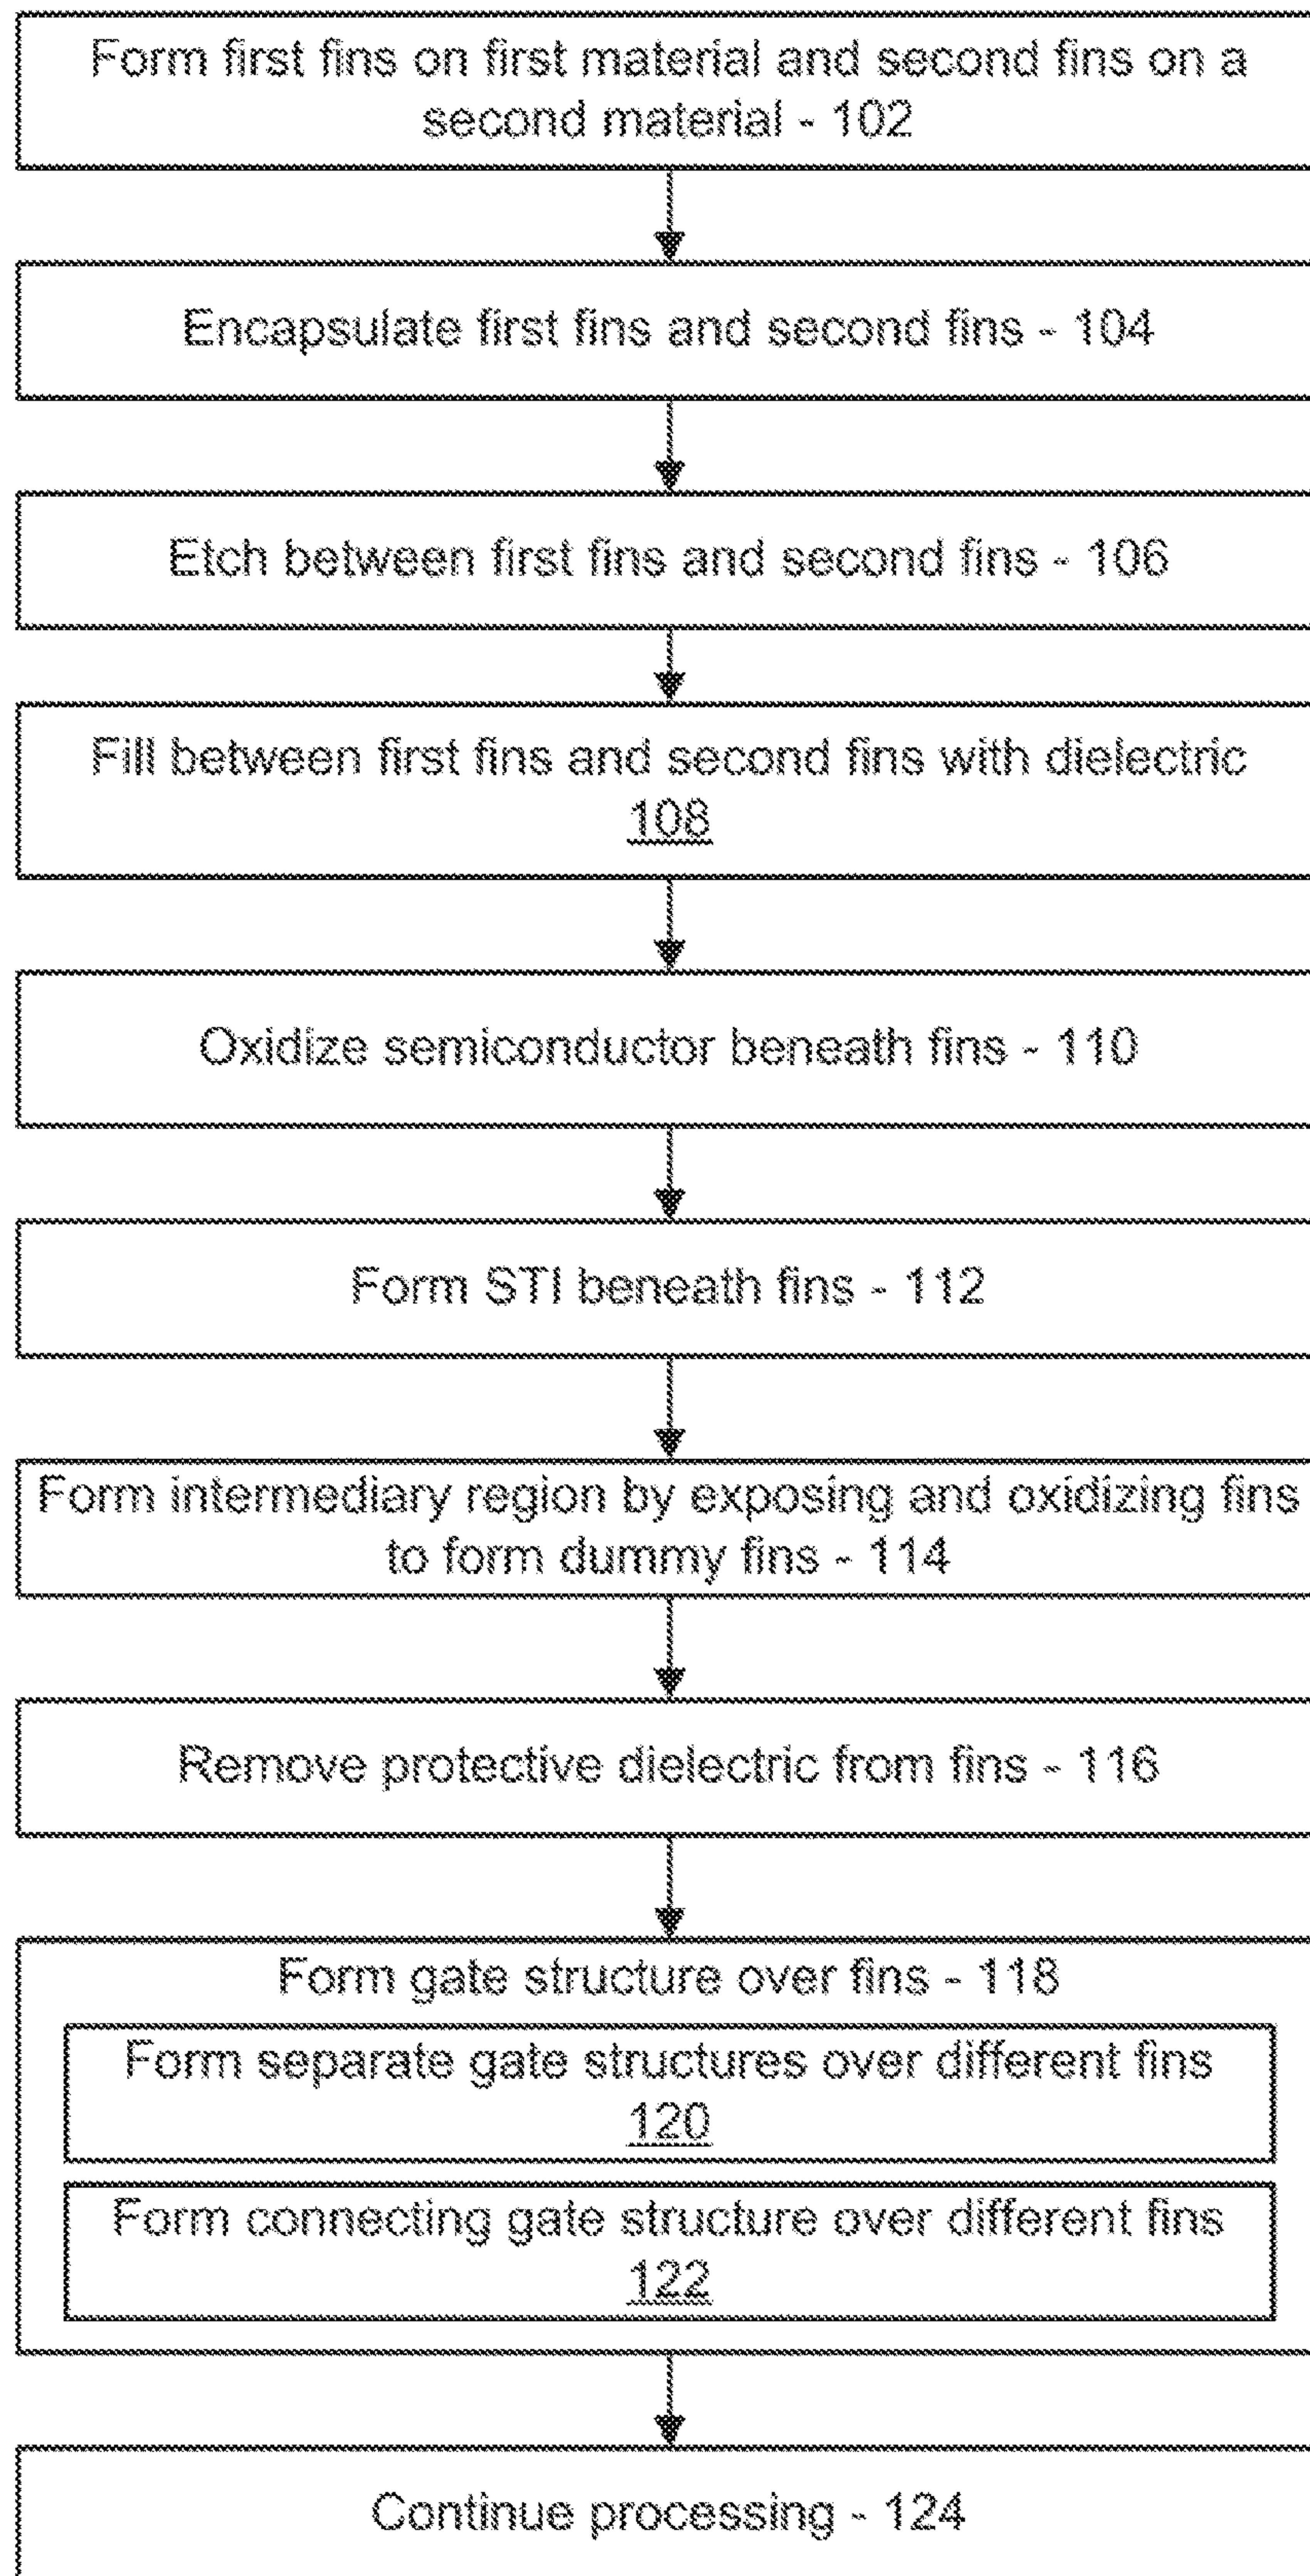 Form first fins on first material and second fins on a
second material - 102
Encapsulate first fins and second fins - 104
Etch between first fins and second fins - 106
Fill between first fins and second fins with dielectric
108
Oxidize semiconductor beneath fins - 110
Form STI beneath fins - 112
Form intermediary region by exposing and oxidizing fins
to form dummy fins - 114
Remove protective dielectric from fins - 116
Form gate structure over fins - 118
Form separate gate structures over different fins
120
Form connecting gate structure over different fins
122
Continue processing - 124